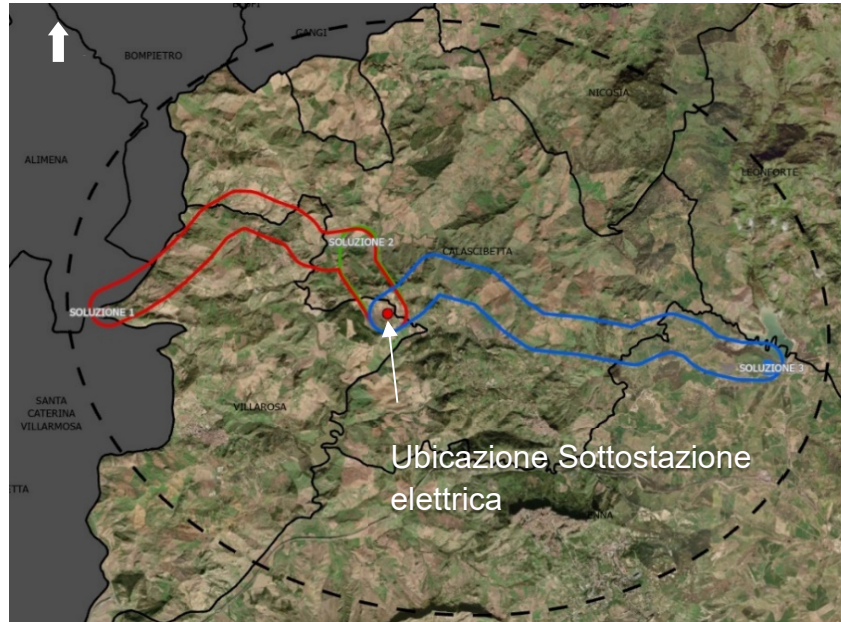 GANGI
BOMPIETRO
NICOSIA
ALIMENA
LEONFORTE
SOLUZIONE 2
CALASCIBETTA
SOLUZIONE 1
SOLUZIONE 3
SANTA
CATERINA
VILLARMOSA
VILLAROSA
Ubicazione Sottostazione
elettrica